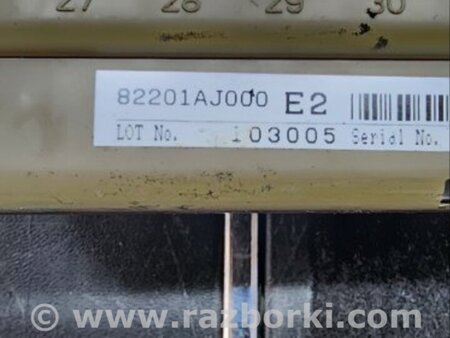 27 28 29 30
82201AJ000 E2
LOT No. 103005 Serial No.
© www.razborki.com